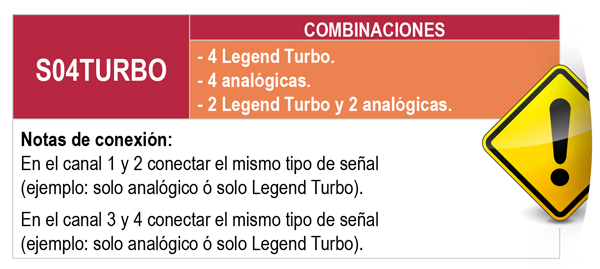 S04TURBO
COMBINACIONES
- 4 Legend Turbo.
- 4 analógicas.
- 2 Legend Turbo y 2 analógicas.
Notas de conexión:
En el canal 1 y 2 conectar el mismo tipo de señal
(ejemplo: solo analógico ó solo Legend Turbo).
En el canal 3 y 4 conectar el mismo tipo de señal
(ejemplo: solo analógico ó solo Legend Turbo).
!